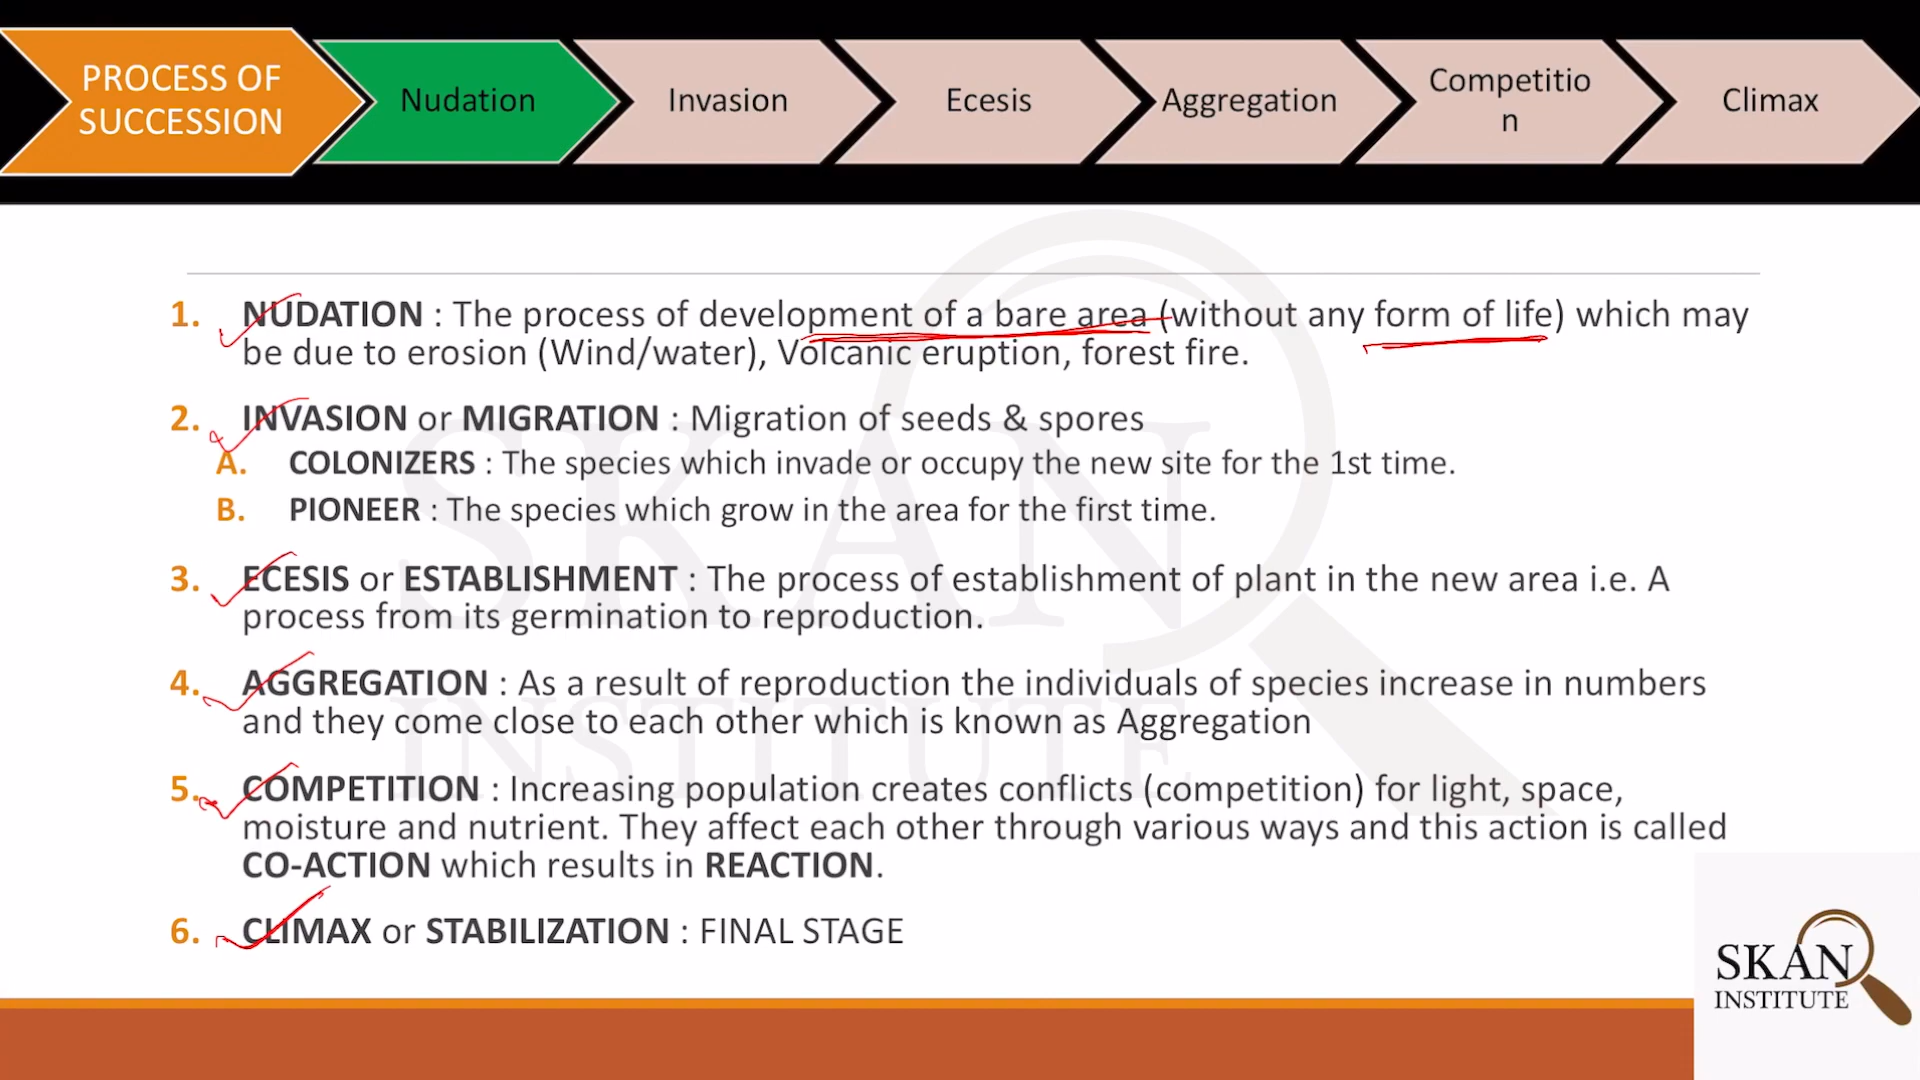 PROCESS OF
SUCCESSION
Nudation
Invasion
Ecesis
Aggregation
Competitio
n
Climax
1. NUDATION : The process of development of a bare area (without any form of life) which may
be due to erosion (Wind/water), Volcanic eruption, forest fire.
2. INVASION or MIGRATION : Migration of seeds & spores
A. COLONIZERS : The species which invade or occupy the new site for the 1st time.
B. PIONEER : The species which grow in the area for the first time.
3. ECESIS or ESTABLISHMENT : The process of establishment of plant in the new area i.e. A
process from its germination to reproduction.
4. AGGREGATION : As a result of reproduction the individuals of species increase in numbers
and they come close to each other which is known as Aggregation
5. COMPETITION : Increasing population creates conflicts (competition) for light, space,
moisture and nutrient. They affect each other through various ways and this action is called
CO-ACTION which results in REACTION.
6. CLIMAX or STABILIZATION : FINAL STAGE
SKAN
INSTITUTE
SKAN
INSTITUTE